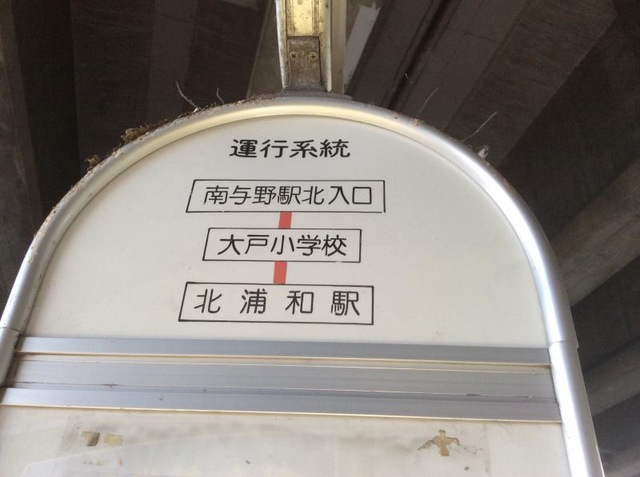 運行系統
南与野駅北入口
大戸小学校
北浦和駅